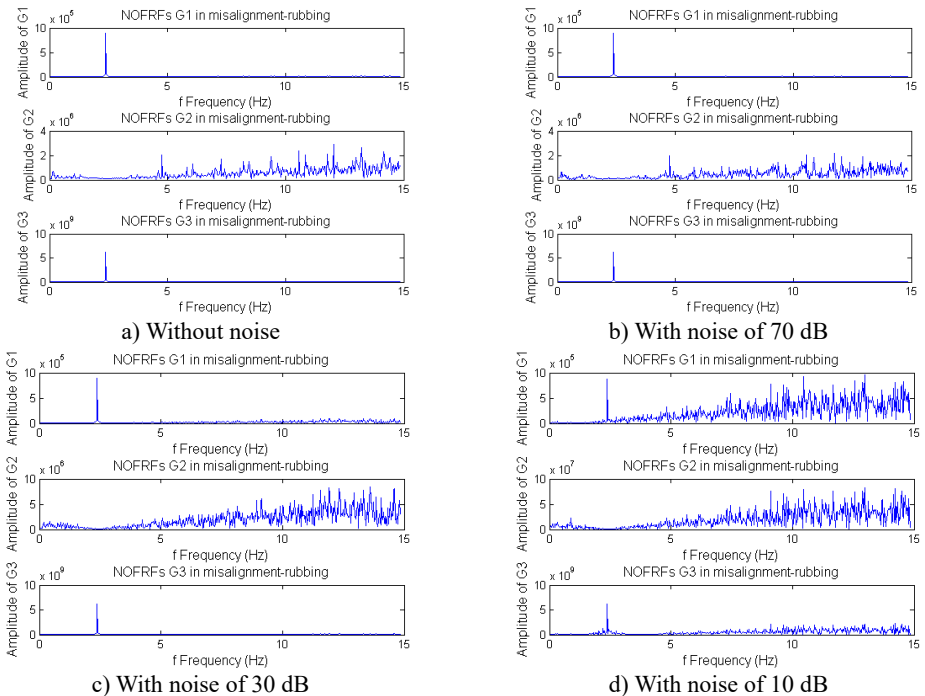 NOFRFs G1 in misalignment-rubbing
x 10^5
Amplitude of G1
10
5
0
0 5 10 15
f Frequency (Hz)
NOFRFs G2 in misalignment-rubbing
x 10^6
Amplitude of G2
4
2
0
0 5 10 15
f Frequency (Hz)
NOFRFs G3 in misalignment-rubbing
x 10^9
Amplitude of G3
10
5
0
0 5 10 15
f Frequency (Hz)
a) Without noise
NOFRFs G1 in misalignment-rubbing
x 10^5
Amplitude of G1
10
5
0
0 5 10 15
f Frequency (Hz)
NOFRFs G2 in misalignment-rubbing
x 10^6
Amplitude of G2
4
2
0
0 5 10 15
f Frequency (Hz)
NOFRFs G3 in misalignment-rubbing
x 10^9
Amplitude of G3
10
5
0
0 5 10 15
f Frequency (Hz)
b) With noise of 70 dB
NOFRFs G1 in misalignment-rubbing
x 10^5
Amplitude of G1
10
5
0
0 5 10 15
f Frequency (Hz)
NOFRFs G2 in misalignment-rubbing
x 10^6
Amplitude of G2
10
5
0
0 5 10 15
f Frequency (Hz)
NOFRFs G3 in misalignment-rubbing
x 10^9
Amplitude of G3
10
5
0
0 5 10 15
f Frequency (Hz)
c) With noise of 30 dB
NOFRFs G1 in misalignment-rubbing
x 10^5
Amplitude of G1
10
5
0
0 5 10 15
f Frequency (Hz)
NOFRFs G2 in misalignment-rubbing
x 10^7
Amplitude of G2
10
5
0
0 5 10 15
f Frequency (Hz)
NOFRFs G3 in misalignment-rubbing
x 10^9
Amplitude of G3
10
5
0
0 5 10 15
f Frequency (Hz)
d) With noise of 10 dB